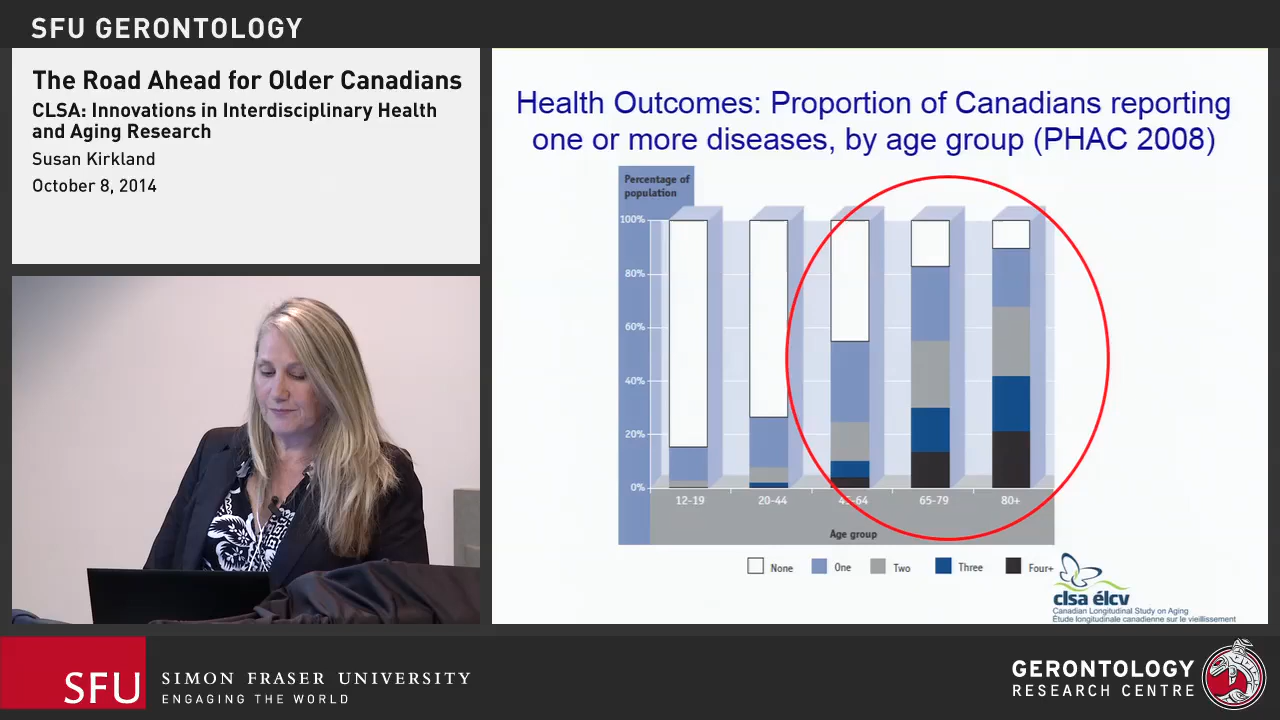 SFU GERONTOLOGY
The Road Ahead for Older Canadians
CLSA: Innovations in Interdisciplinary Health
and Aging Research
Susan Kirkland
October 8, 2014
Health Outcomes: Proportion of Canadians reporting
one or more diseases, by age group (PHAC 2008)
Percentage of
population
100%
80%
60%
40%
20%
0%
12-19 20-44 45-64 65-79 80+
Age group
None One Two Three Four+
clsa élcv
Canadian Longitudinal Study on Aging
Étude longitudinale canadienne sur le vieillissement
SFU SIMON FRASER UNIVERSITY
ENGAGING THE WORLD
GERONTOLOGY
RESEARCH CENTRE